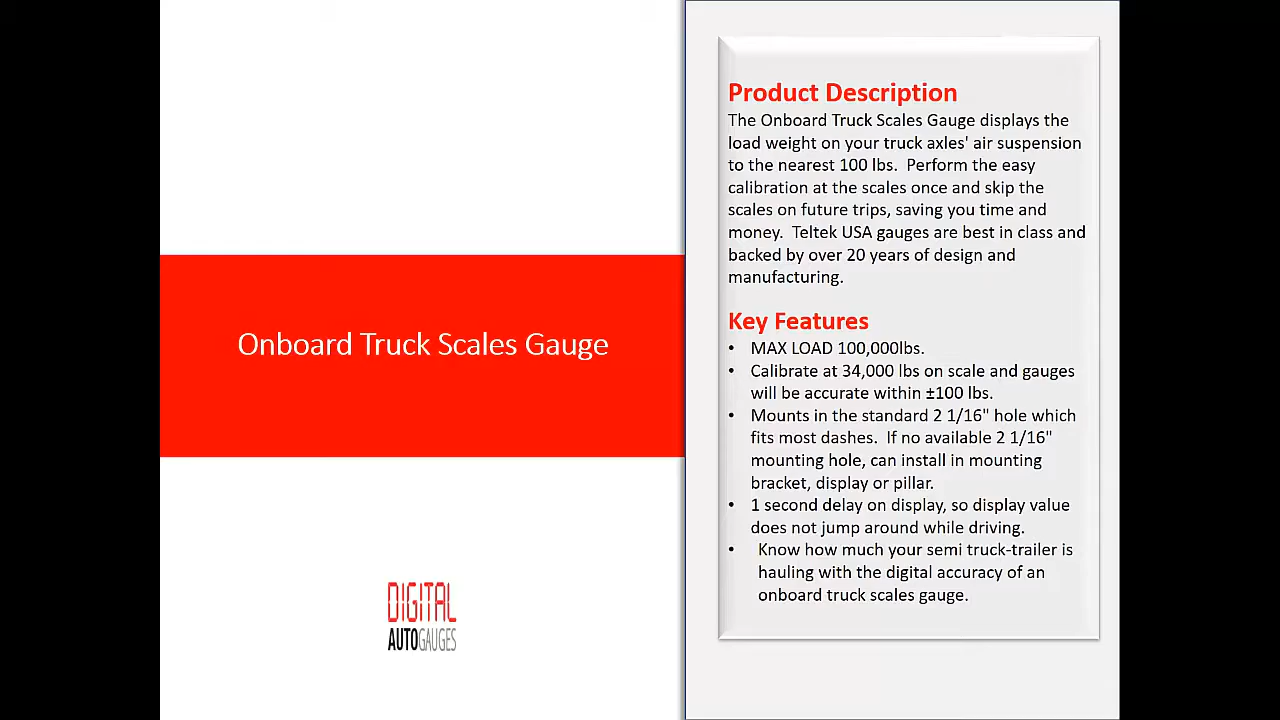 Onboard Truck Scales Gauge
DIGITAL
AUTOGAUGES
Product Description
The Onboard Truck Scales Gauge displays the
load weight on your truck axles' air suspension
to the nearest 100 lbs.  Perform the easy
calibration at the scales once and skip the
scales on future trips, saving you time and
money.  Teltek USA gauges are best in class and
backed by over 20 years of design and
manufacturing.
Key Features
• MAX LOAD 100,000lbs.
• Calibrate at 34,000 lbs on scale and gauges
will be accurate within ±100 lbs.
• Mounts in the standard 2 1/16" hole which
fits most dashes.  If no available 2 1/16"
mounting hole, can install in mounting
bracket, display or pillar.
• 1 second delay on display, so display value
does not jump around while driving.
• Know how much your semi truck-trailer is
hauling with the digital accuracy of an
onboard truck scales gauge.